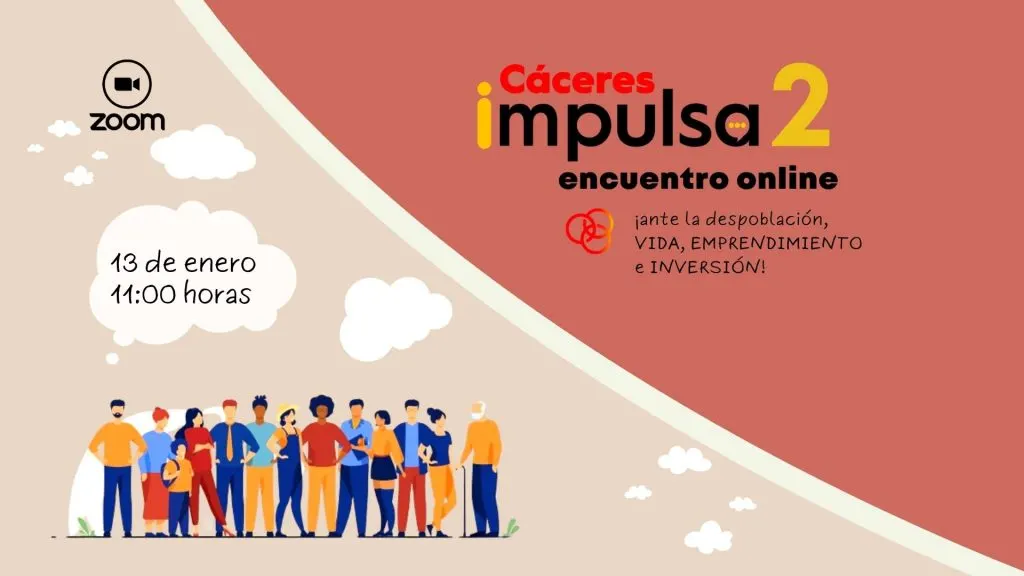 zoom
Cáceres
impulsa 2
encuentro online
¡ante la despoblación,
VIDA, EMPRENDIMIENTO
e INVERSIÓN!
13 de enero
11:00 horas